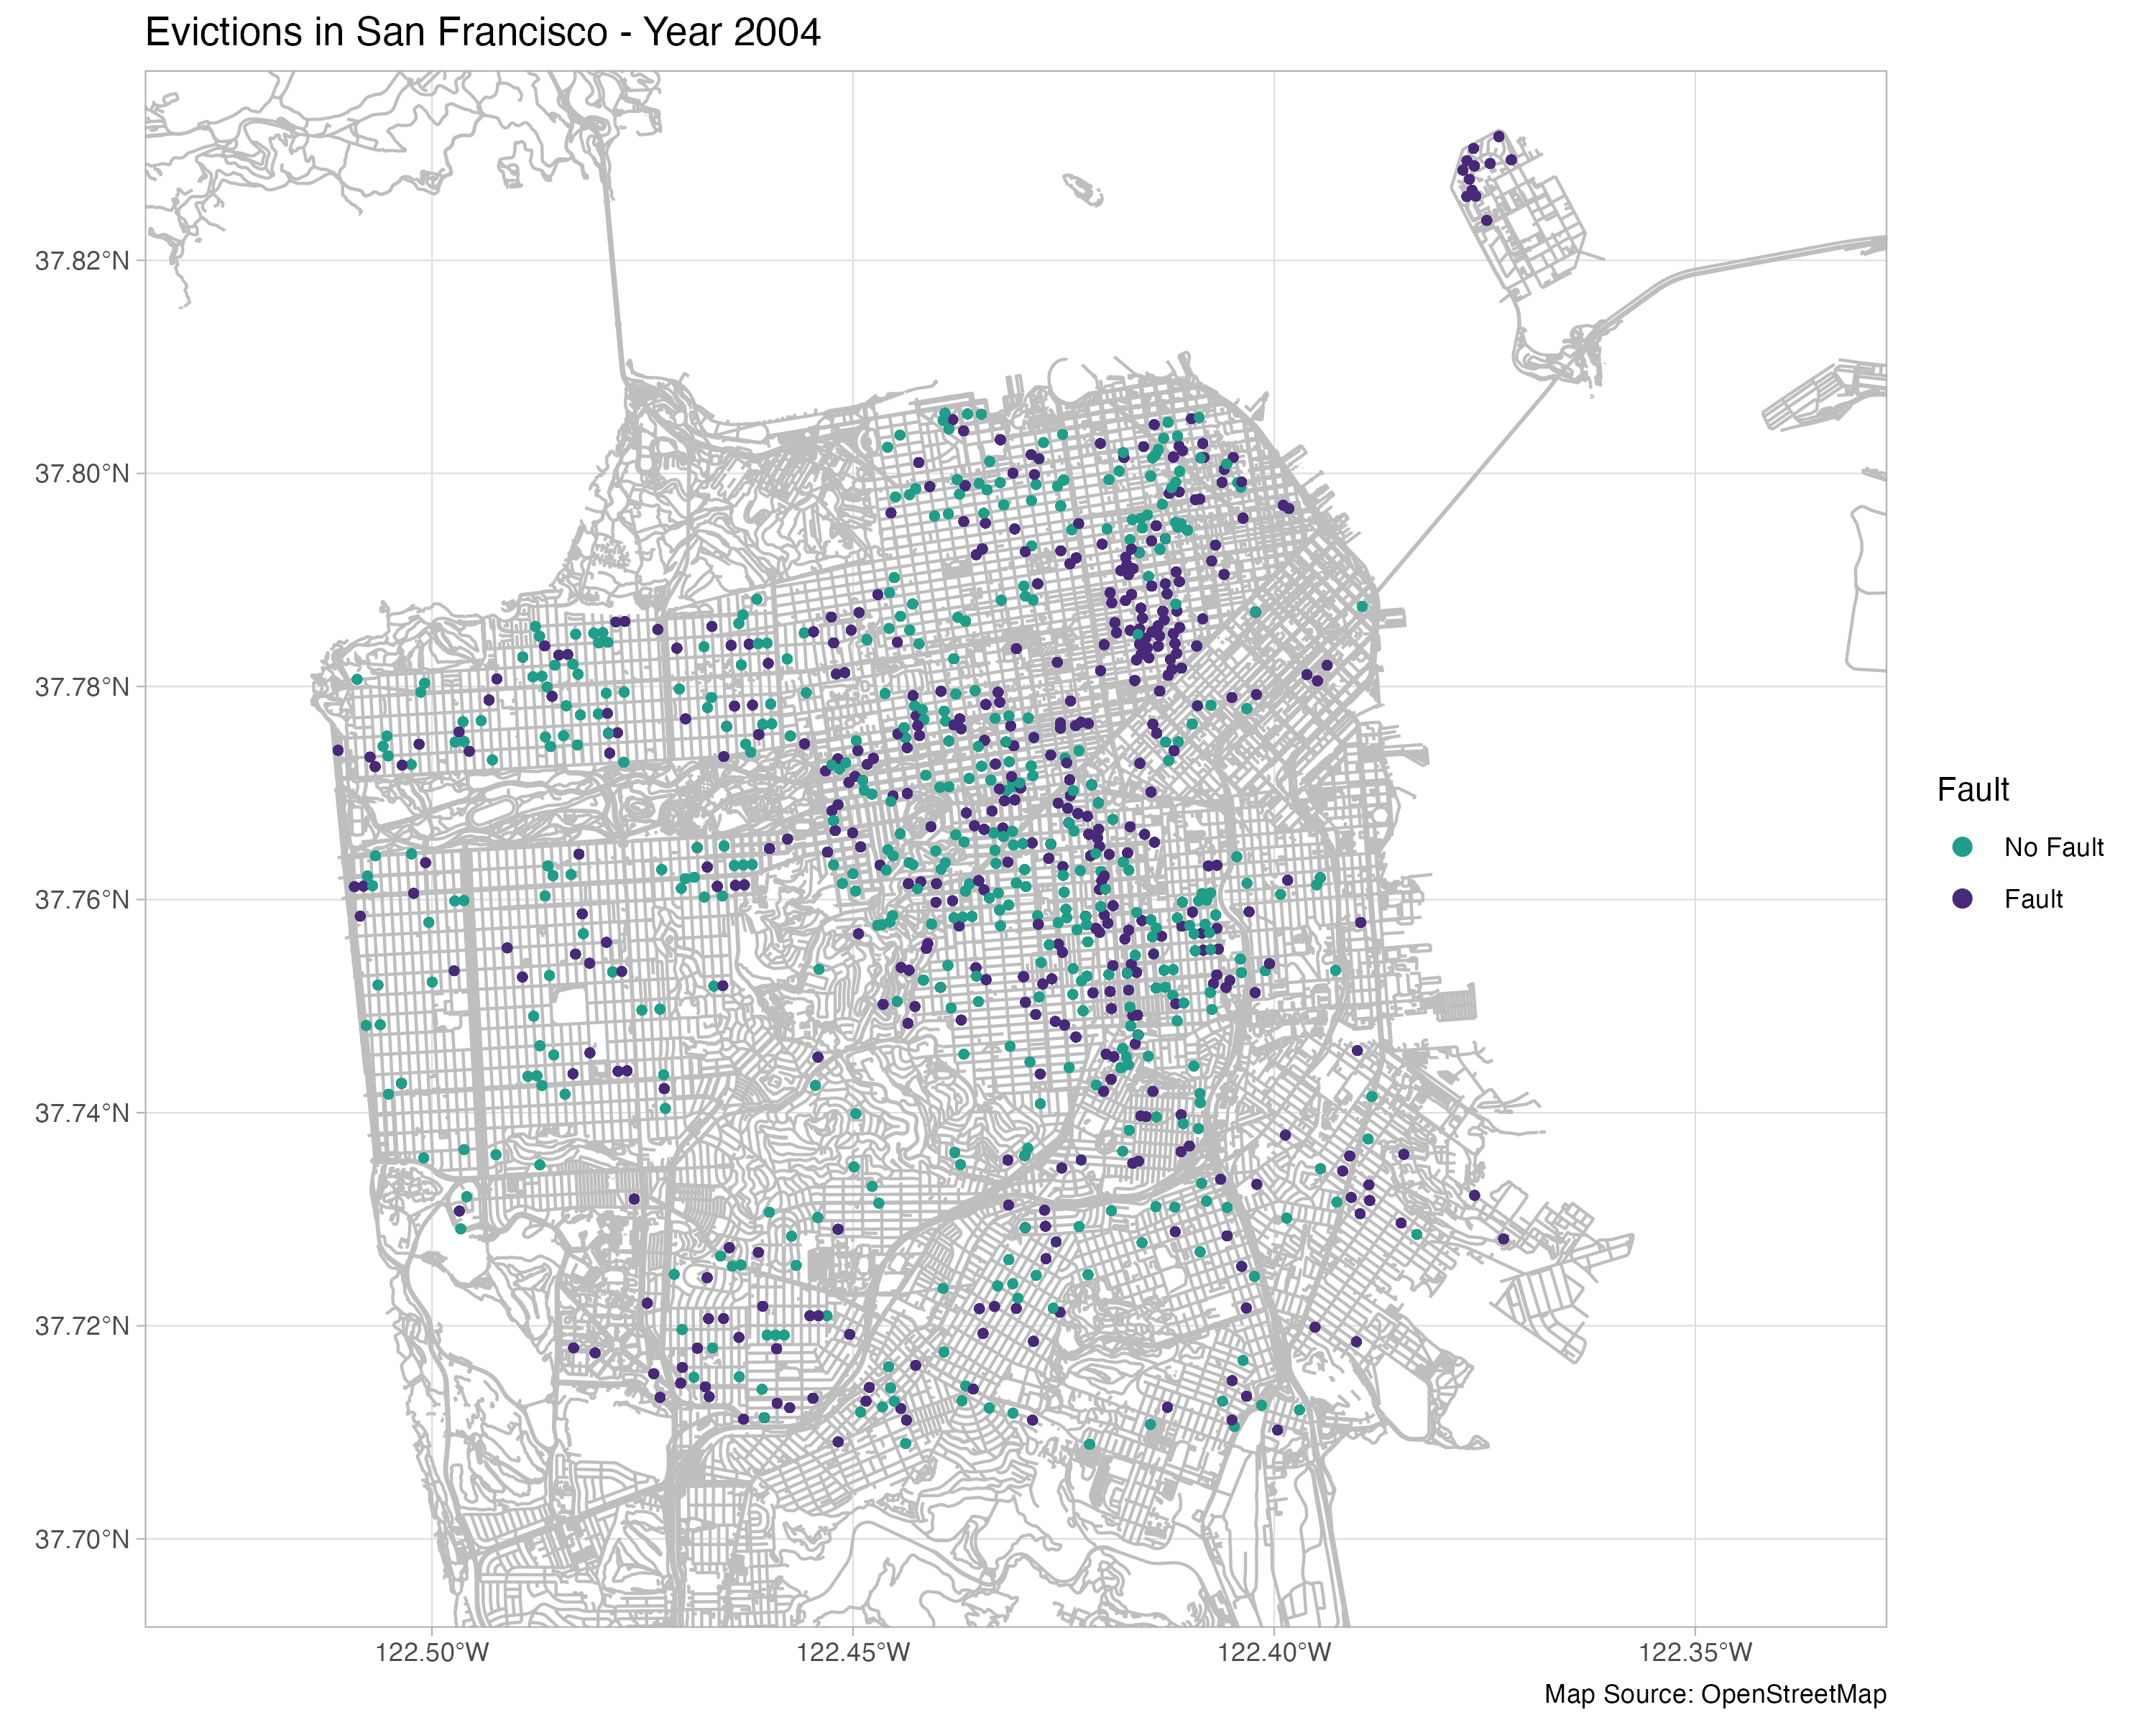 Evictions in San Francisco - Year 2004
37.82°N
37.80°N
37.78°N
37.76°N
37.74°N
37.72°N
37.70°N
122.50°W
122.45°W
122.40°W
122.35°W
Fault
No Fault
Fault
Map Source: OpenStreetMap